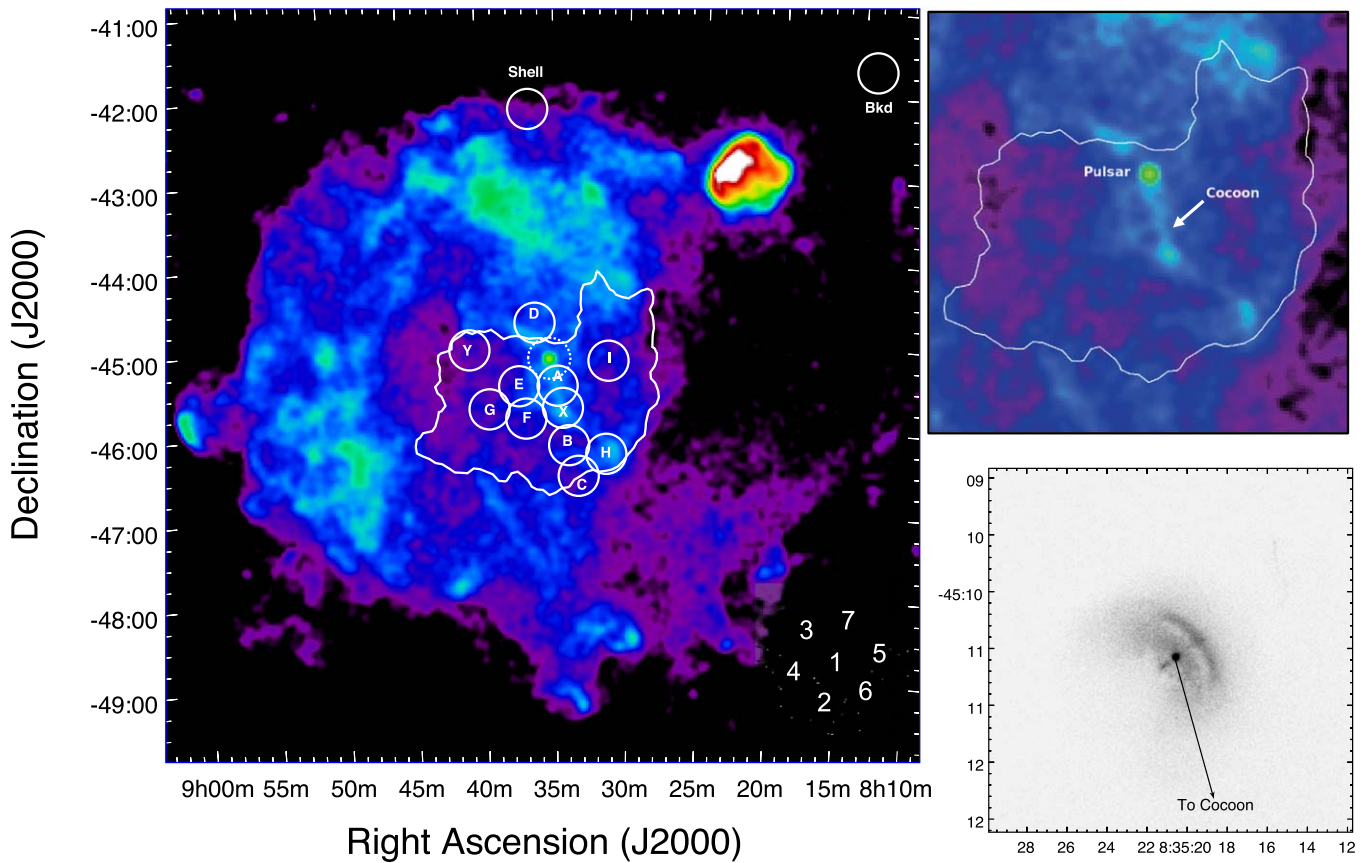 -41:00
-42:00
-43:00
-44:00
-45:00
-46:00
-47:00
-48:00
-49:00
Declination (J2000)
Shell
Bkd
D
Y
I
A
E
G
F
X
B
H
C
7
3
5
1
4
6
2
9h00m 55m 50m 45m 40m 35m 30m 25m 20m 15m 8h10m
Right Ascension (J2000)
Pulsar
Cocoon
09
10
-45:10
11
11
12
12
To Cocoon
28 26 24 22 8:35:20 18 16 14 12